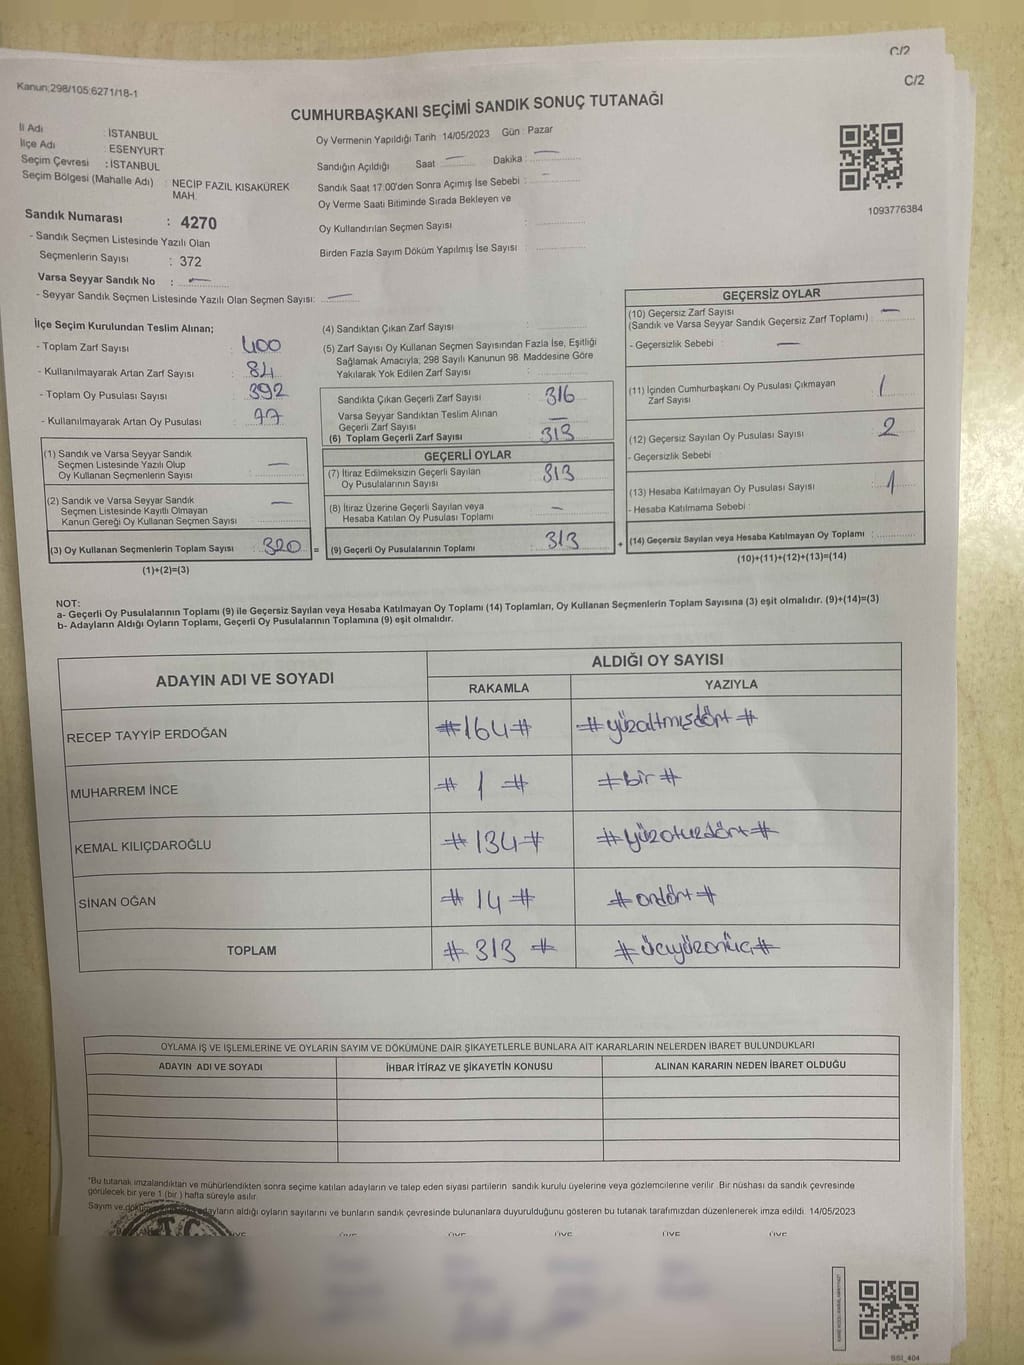 C/2
C/2
Kanun;298/105:6271/18-1
CUMHURBAŞKANI SEÇİMİ SANDIK SONUÇ TUTANAĞI
İl Adı : İSTANBUL
İlçe Adı : ESENYURT
Seçim Çevresi : İSTANBUL
Seçim Bölgesi (Mahalle Adı) : NECİP FAZIL KISAKÜREK
MAH.
Sandık Numarası : 4270
- Sandık Seçmen Listesinde Yazılı Olan
Seçmenlerin Sayısı : 372
Varsa Seyyar Sandık No : —
- Seyyar Sandık Seçmen Listesinde Yazılı Olan Seçmen Sayısı: —
Oy Vermenin Yapıldığı Tarih 14/05/2023 Gün : Pazar
Sandığın Açıldığı Saat — Dakika : —
Sandık Saat 17.00'den Sonra Açımış İse Sebebi : —
Oy Verme Saati Bitiminde Sırada Bekleyen ve
Oy Kullandırılan Seçmen Sayısı :
Birden Fazla Sayım Döküm Yapılmış İse Sayısı :
1093776384
İlçe Seçim Kurulundan Teslim Alınan;
- Toplam Zarf Sayısı : 400
- Kullanılmayarak Artan Zarf Sayısı : 84
- Toplam Oy Pusulası Sayısı : 392
- Kullanılmayarak Artan Oy Pusulası : 77
(1) Sandık ve Varsa Seyyar Sandık
Seçmen Listesinde Yazılı Olup
Oy Kullanan Seçmenlerin Sayısı : —
(2) Sandık ve Varsa Seyyar Sandık
Seçmen Listesinde Kayıtlı Olmayan
Kanun Gereği Oy Kullanan Seçmen Sayısı : —
(3) Oy Kullanan Seçmenlerin Toplam Sayısı : 320 =
(1)+(2)=(3)
(4) Sandıktan Çıkan Zarf Sayısı :
(5) Zarf Sayısı Oy Kullanan Seçmen Sayısından Fazla İse, Eşitliği
Sağlamak Amacıyla; 298 Sayılı Kanunun 98. Maddesine Göre
Yakılarak Yok Edilen Zarf Sayısı :
Sandıkta Çıkan Geçerli Zarf Sayısı : 316
Varsa Seyyar Sandıktan Teslim Alınan
Geçerli Zarf Sayısı : —
(6) Toplam Geçerli Zarf Sayısı : 313
GEÇERLİ OYLAR
(7) İtiraz Edilmeksizin Geçerli Sayılan
Oy Pusulalarının Sayısı : 313
(8) İtiraz Üzerine Geçerli Sayılan veya
Hesaba Katılan Oy Pusulası Toplamı : —
(9) Geçerli Oy Pusulalarının Toplamı : 313 +
GEÇERSİZ OYLAR
(10) Geçersiz Zarf Sayısı
(Sandık ve Varsa Seyyar Sandık Geçersiz Zarf Toplamı) : —
- Geçersizlik Sebebi : —
(11) İçinden Cumhurbaşkanı Oy Pusulası Çıkmayan
Zarf Sayısı : 1
(12) Geçersiz Sayılan Oy Pusulası Sayısı : 2
- Geçersizlik Sebebi :
(13) Hesaba Katılmayan Oy Pusulası Sayısı : 1
- Hesaba Katılmama Sebebi :
(14) Geçersiz Sayılan veya Hesaba Katılmayan Oy Toplamı :
(10)+(11)+(12)+(13)=(14)
NOT:
a- Geçerli Oy Pusulalarının Toplamı (9) ile Geçersiz Sayılan veya Hesaba Katılmayan Oy Toplamı (14) Toplamları, Oy Kullanan Seçmenlerin Toplam Sayısına (3) eşit olmalıdır. (9)+(14)=(3)
b- Adayların Aldığı Oyların Toplamı, Geçerli Oy Pusulalarının Toplamına (9) eşit olmalıdır.
ADAYIN ADI VE SOYADI ALDIĞI OY SAYISI
RAKAMLA YAZIYLA
RECEP TAYYİP ERDOĞAN #164# #yüzaltmışdört#
MUHARREM İNCE # 1 # #bir#
KEMAL KILIÇDAROĞLU #134# #yüzotuzdört#
SİNAN OĞAN # 14 # #ondört#
TOPLAM # 313 # #üçyüzonüç#
OYLAMA İŞ VE İŞLEMLERİNE VE OYLARIN SAYIM VE DÖKÜMÜNE DAİR ŞİKAYETLERLE BUNLARA AİT KARARLARIN NELERDEN İBARET BULUNDUKLARI
ADAYIN ADI VE SOYADI İHBAR İTİRAZ VE ŞİKAYETİN KONUSU ALINAN KARARIN NEDEN İBARET OLDUĞU
*Bu tutanak imzalandıktan ve mühürlendikten sonra seçime katılan adayların ve talep eden siyasi partilerin sandık kurulu üyelerine veya gözlemcilerine verilir. Bir nüshası da sandık çevresinde
görülecek bir yere 1 (bir) hafta süreyle asılır.
Sayım ve adayların aldığı oyların sayılarını ve bunların sandık çevresinde bulunanlara duyurulduğunu gösteren bu tutanak tarafımızdan düzenlenerek imza edildi. 14/05/2023
T.C.
ÜYE ÜYE ÜYE ÜYE ÜYE
SSI_404